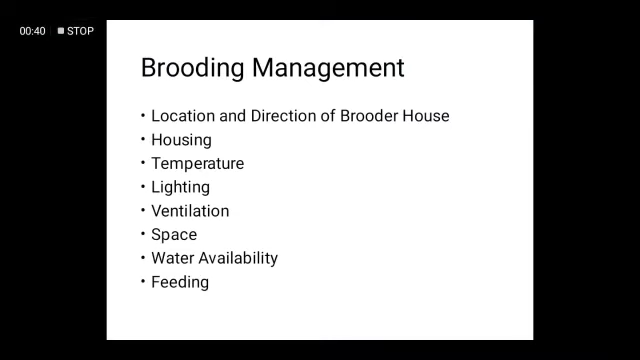 00:40 STOP
Brooding Management
• Location and Direction of Brooder House
• Housing
• Temperature
• Lighting
• Ventilation
• Space
• Water Availability
• Feeding